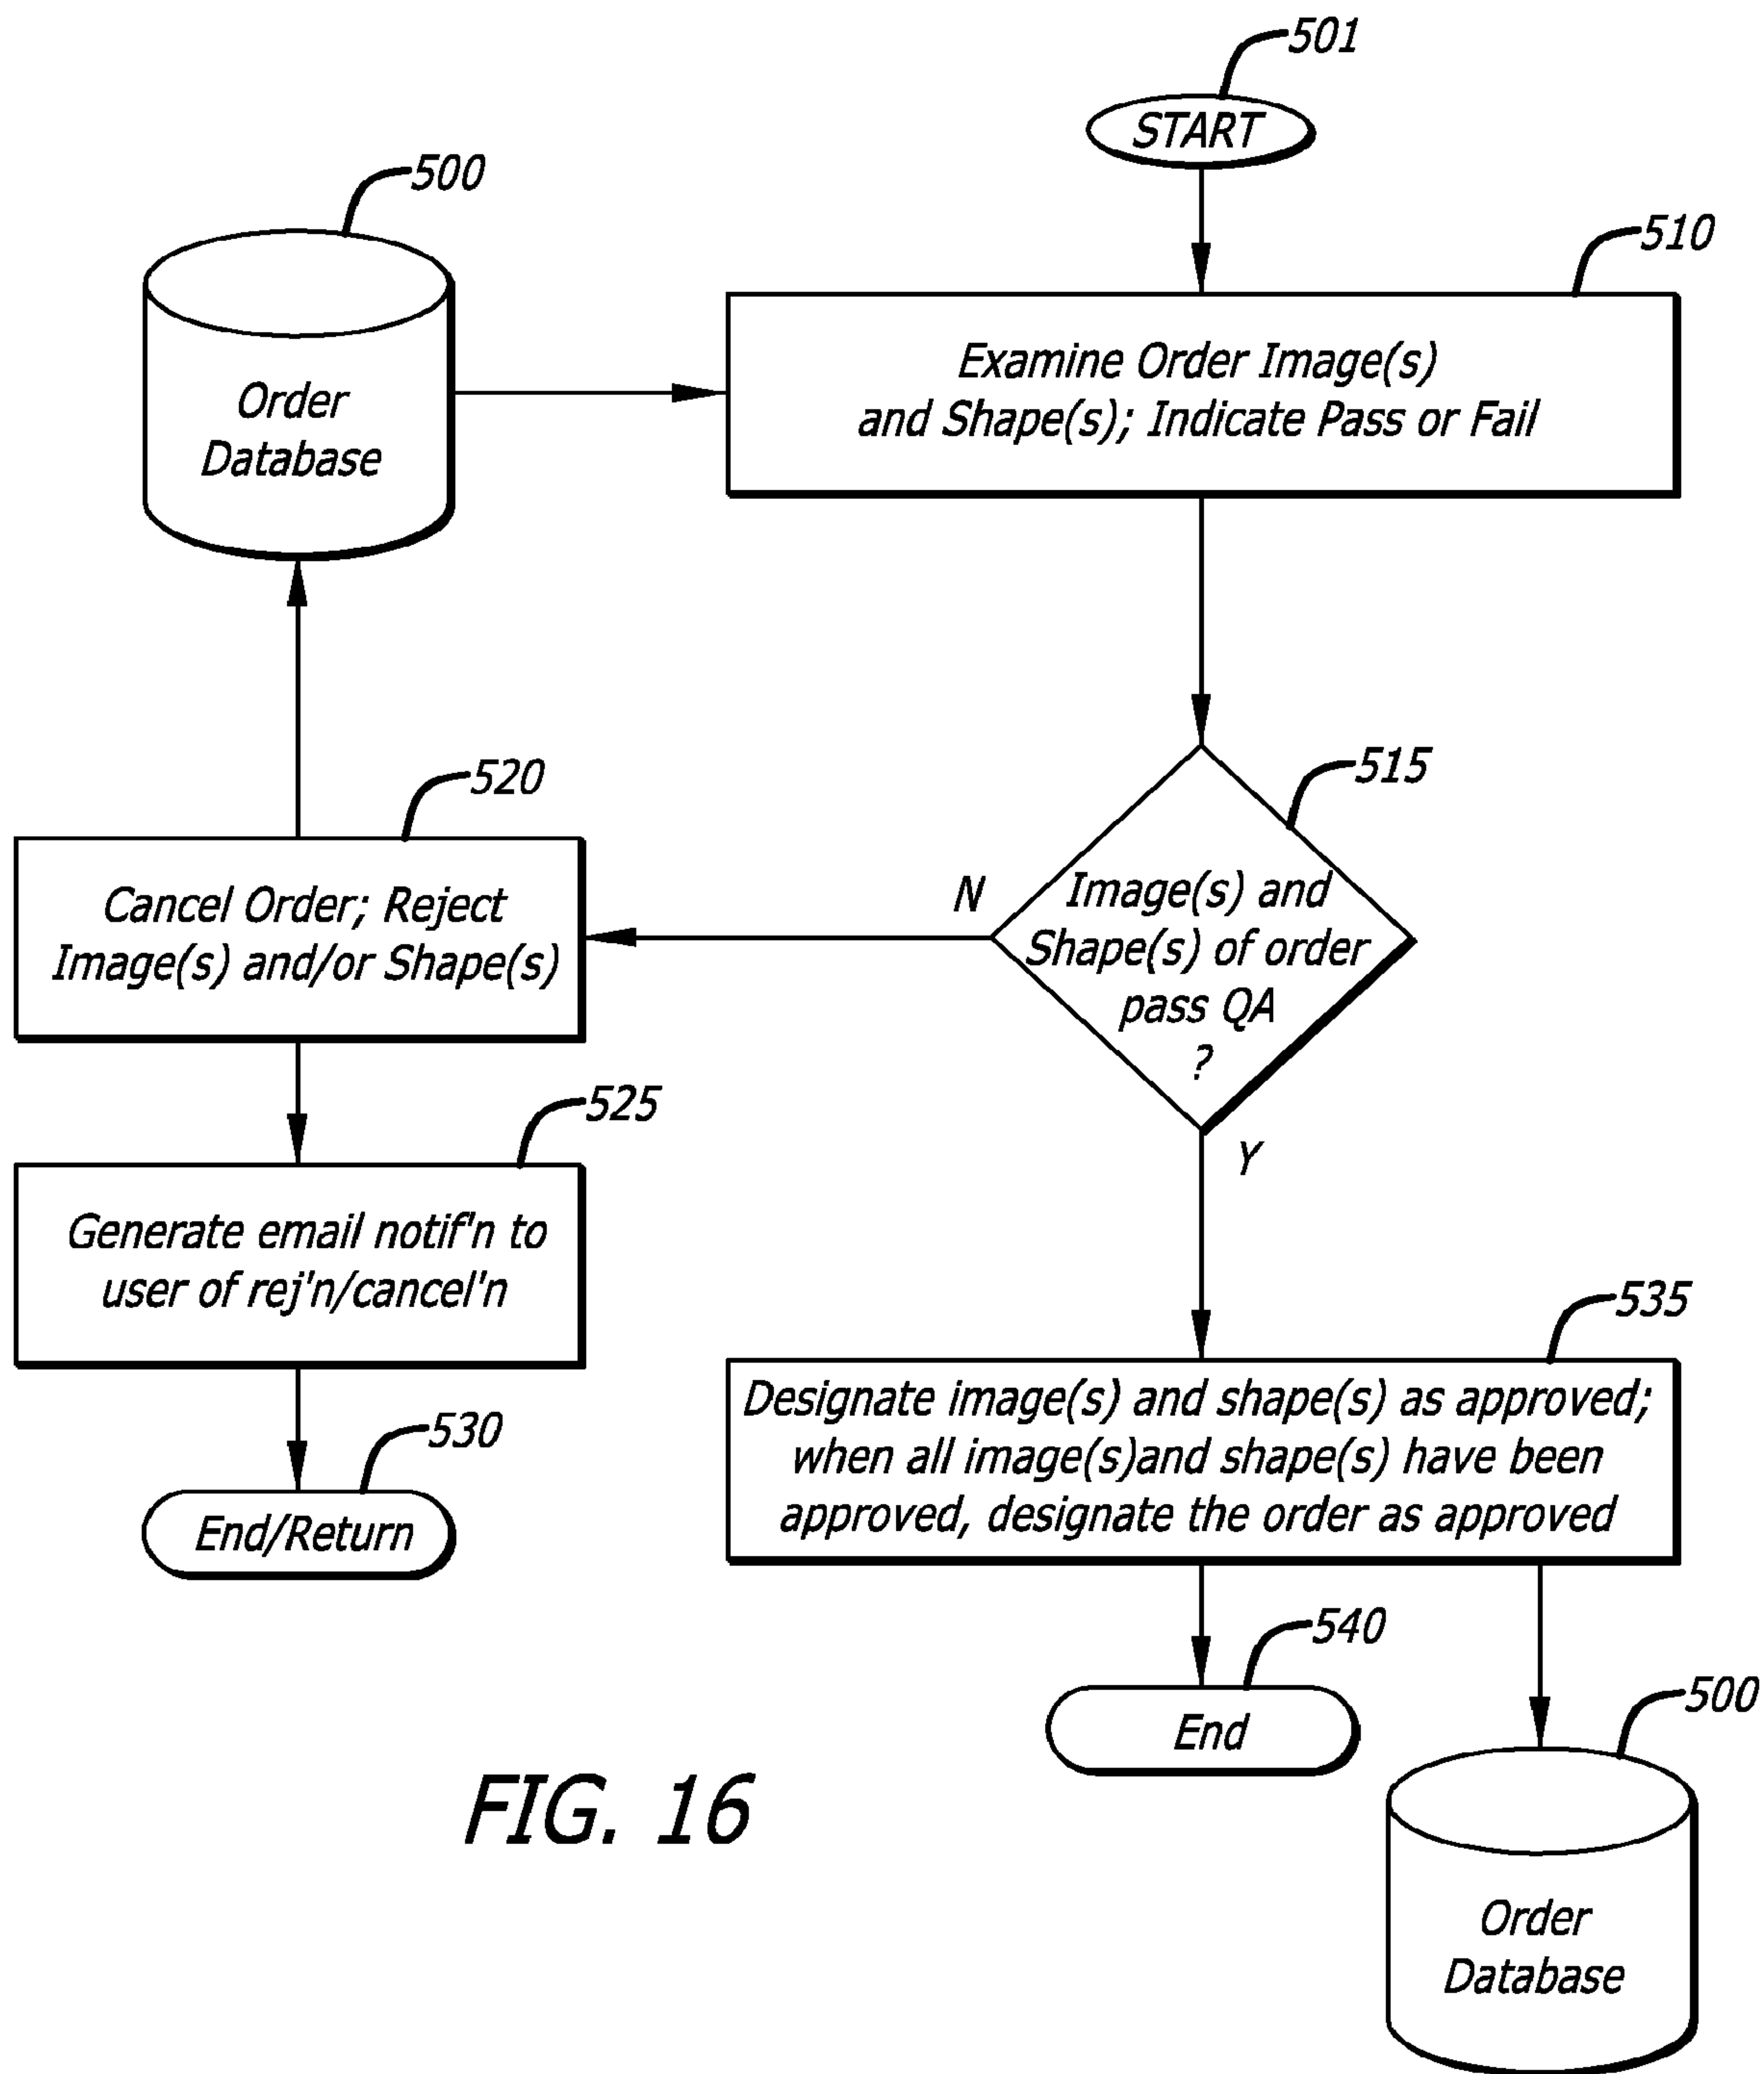 501
START
500
510
Order
Database
Examine Order Image(s)
and Shape(s); Indicate Pass or Fail
515
520
Image(s) and
Shape(s) of order
pass QA
?
N
Cancel Order; Reject
Image(s) and/or Shape(s)
525
Y
Generate email notif'n to
user of rej'n/cancel'n
535
Designate image(s) and shape(s) as approved;
when all image(s)and shape(s) have been
approved, designate the order as approved
530
End/Return
540
End
500
Order
Database
FIG. 16